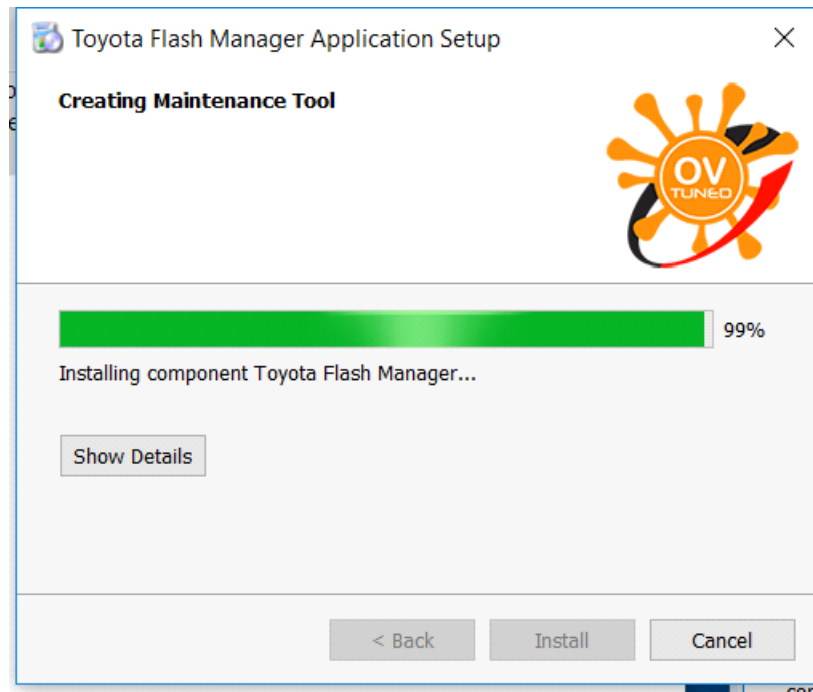 Toyota Flash Manager Application Setup
Creating Maintenance Tool
OV
TUNED
99%
Installing component Toyota Flash Manager...
Show Details
< Back
Install
Cancel